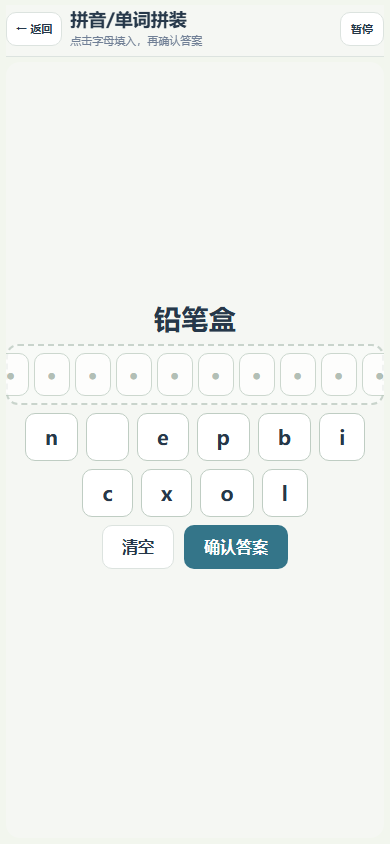 ← 返回
拼音/单词拼装
点击字母填入，再确认答案
暂停
铅笔盒
• • • • • • • • • •
n e p b i
c x o l
清空 确认答案